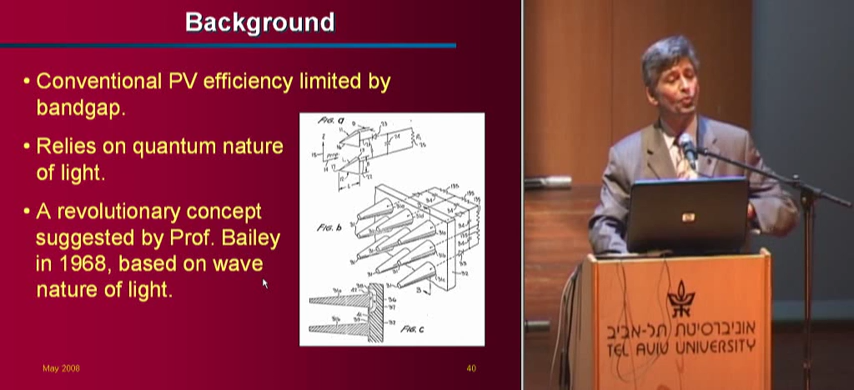 Background
• Conventional PV efficiency limited by
bandgap.
• Relies on quantum nature
of light.
• A revolutionary concept
suggested by Prof. Bailey
in 1968, based on wave
nature of light.
FIG. a
FIG. b
FIG. c
May 2008
40
hp
אוניברסיטת תל-אביב
TEL AVIV UNIVERSITY